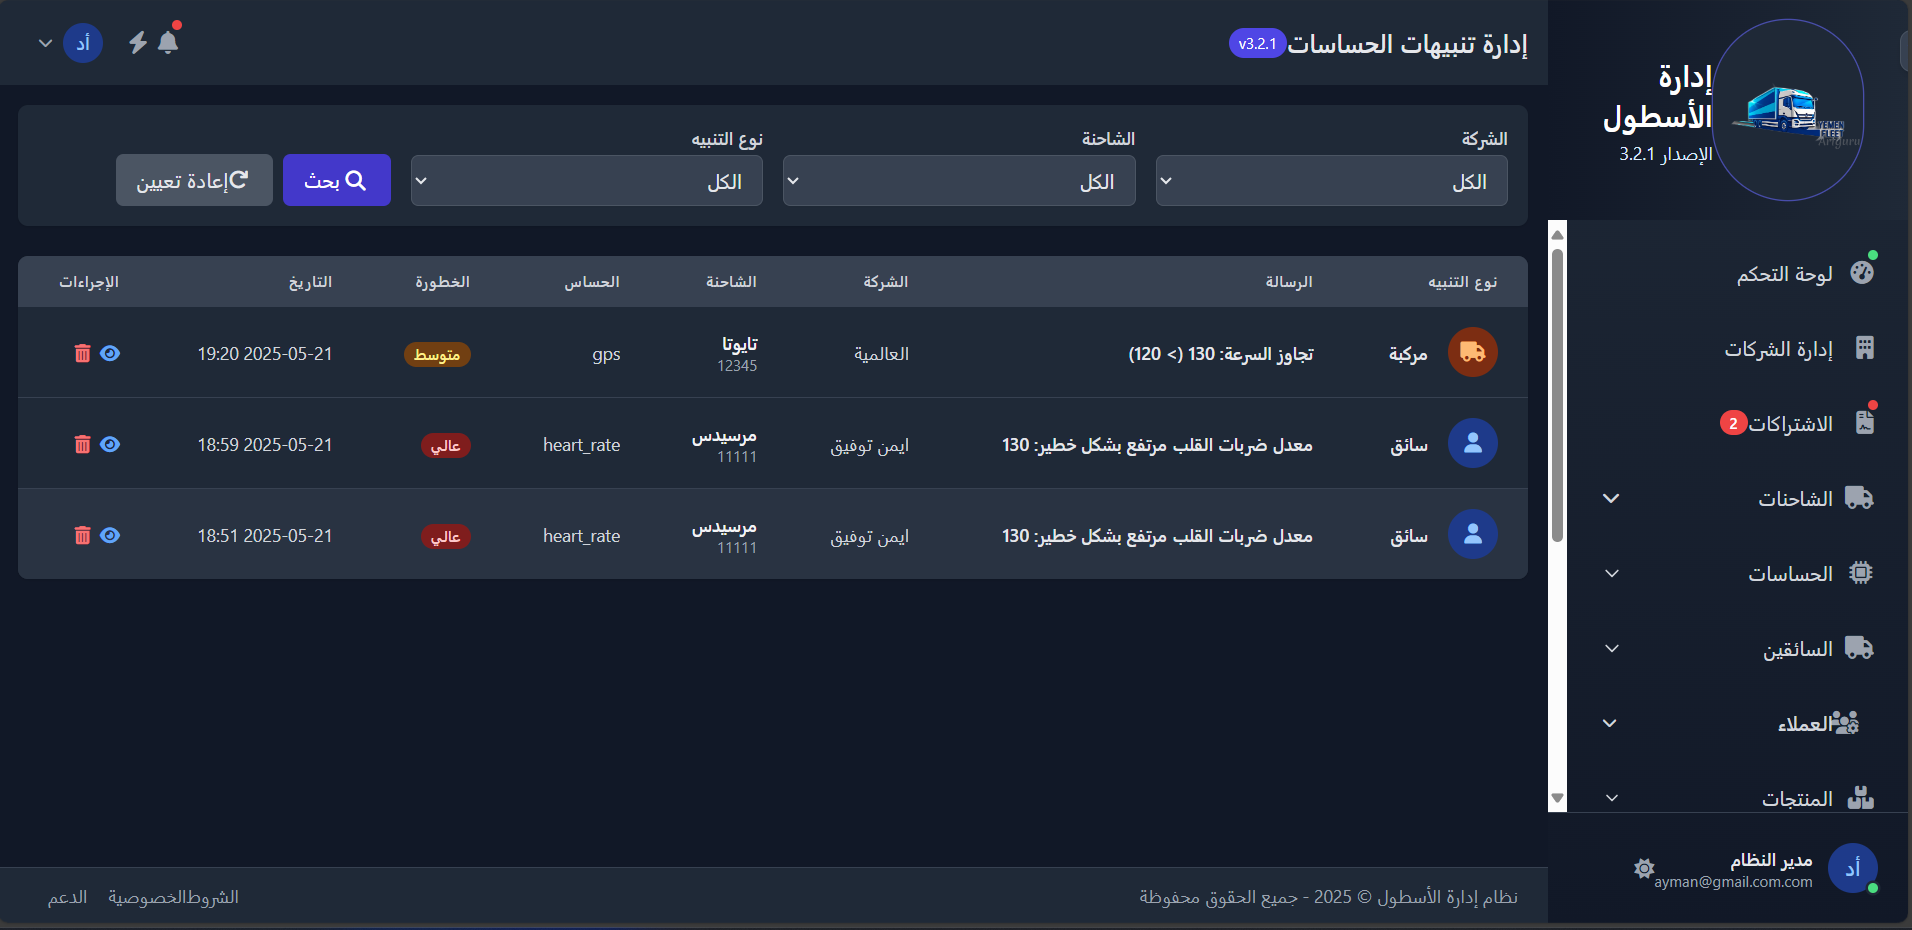 إدارة
الأسطول
الإصدار 3.2.1
YEMEN
FLEET
Artguru
لوحة التحكم
إدارة الشركات
الاشتراكات 2
الشاحنات
الحساسات
السائقين
العملاء
المنتجات
أد
مدير النظام
ayman@gmail.com.com
إدارة تنبيهات الحساسات v3.2.1
أد
الشركة
الكل
الشاحنة
الكل
نوع التنبيه
الكل
بحث
إعادة تعيين
نوع التنبيه الرسالة الشركة الشاحنة الحساس الخطورة التاريخ الإجراءات
مركبة تجاوز السرعة: 130 (> 120) العالمية تايوتا gps متوسط 2025-05-21 19:20
12345
سائق معدل ضربات القلب مرتفع بشكل خطير: 130 ايمن توفيق مرسيدس heart_rate عالي 2025-05-21 18:59
11111
سائق معدل ضربات القلب مرتفع بشكل خطير: 130 ايمن توفيق مرسيدس heart_rate عالي 2025-05-21 18:51
11111
نظام إدارة الأسطول © 2025 - جميع الحقوق محفوظة
الشروطالخصوصية الدعم